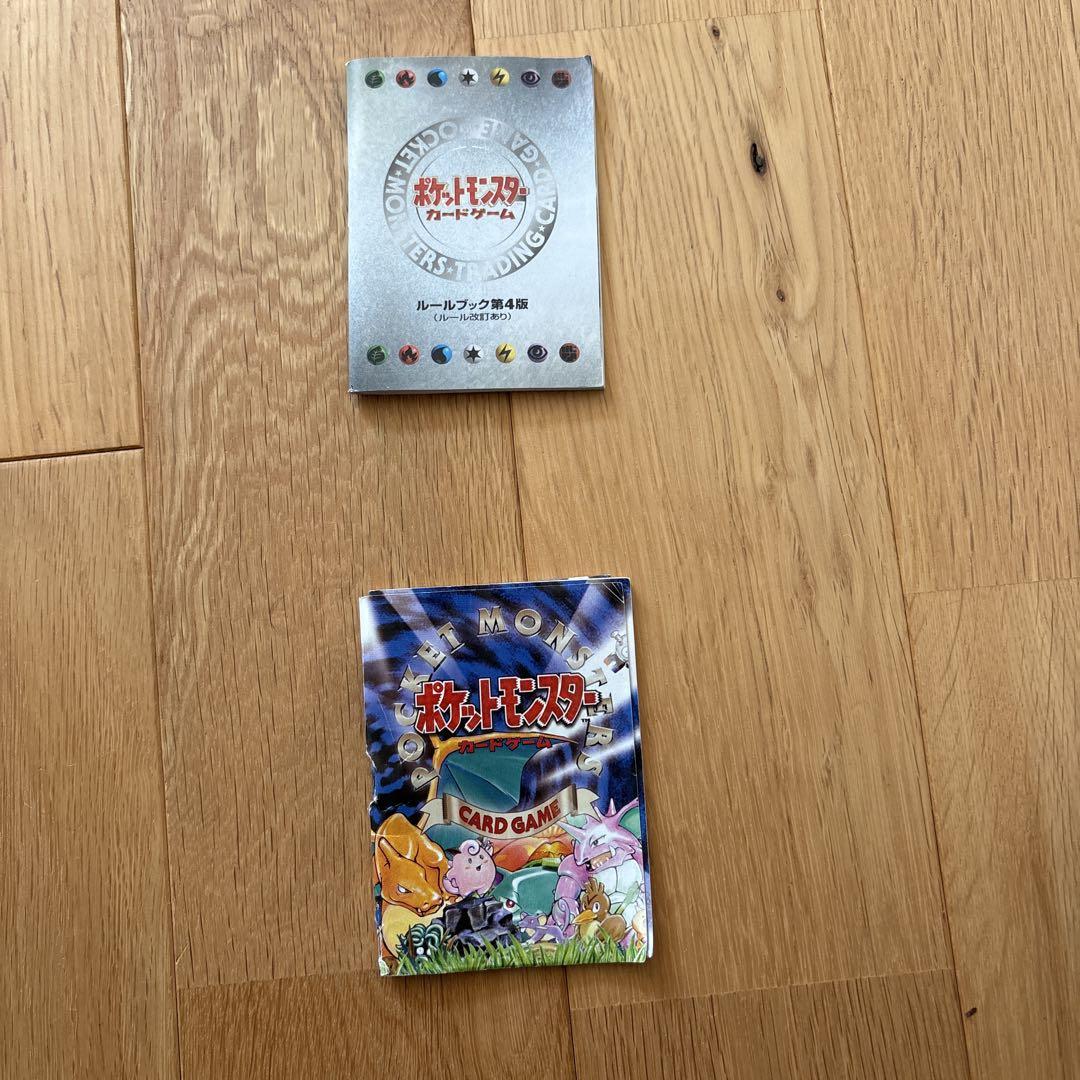 POCKET★MONSTERS★TRADING★CARD★GAME
ポケットモンスター
カードゲーム
ルールブック第4版
(ルール改訂あり)
POCKET MONSTERS
ポケットモンスター
TM
カードゲーム
CARD GAME